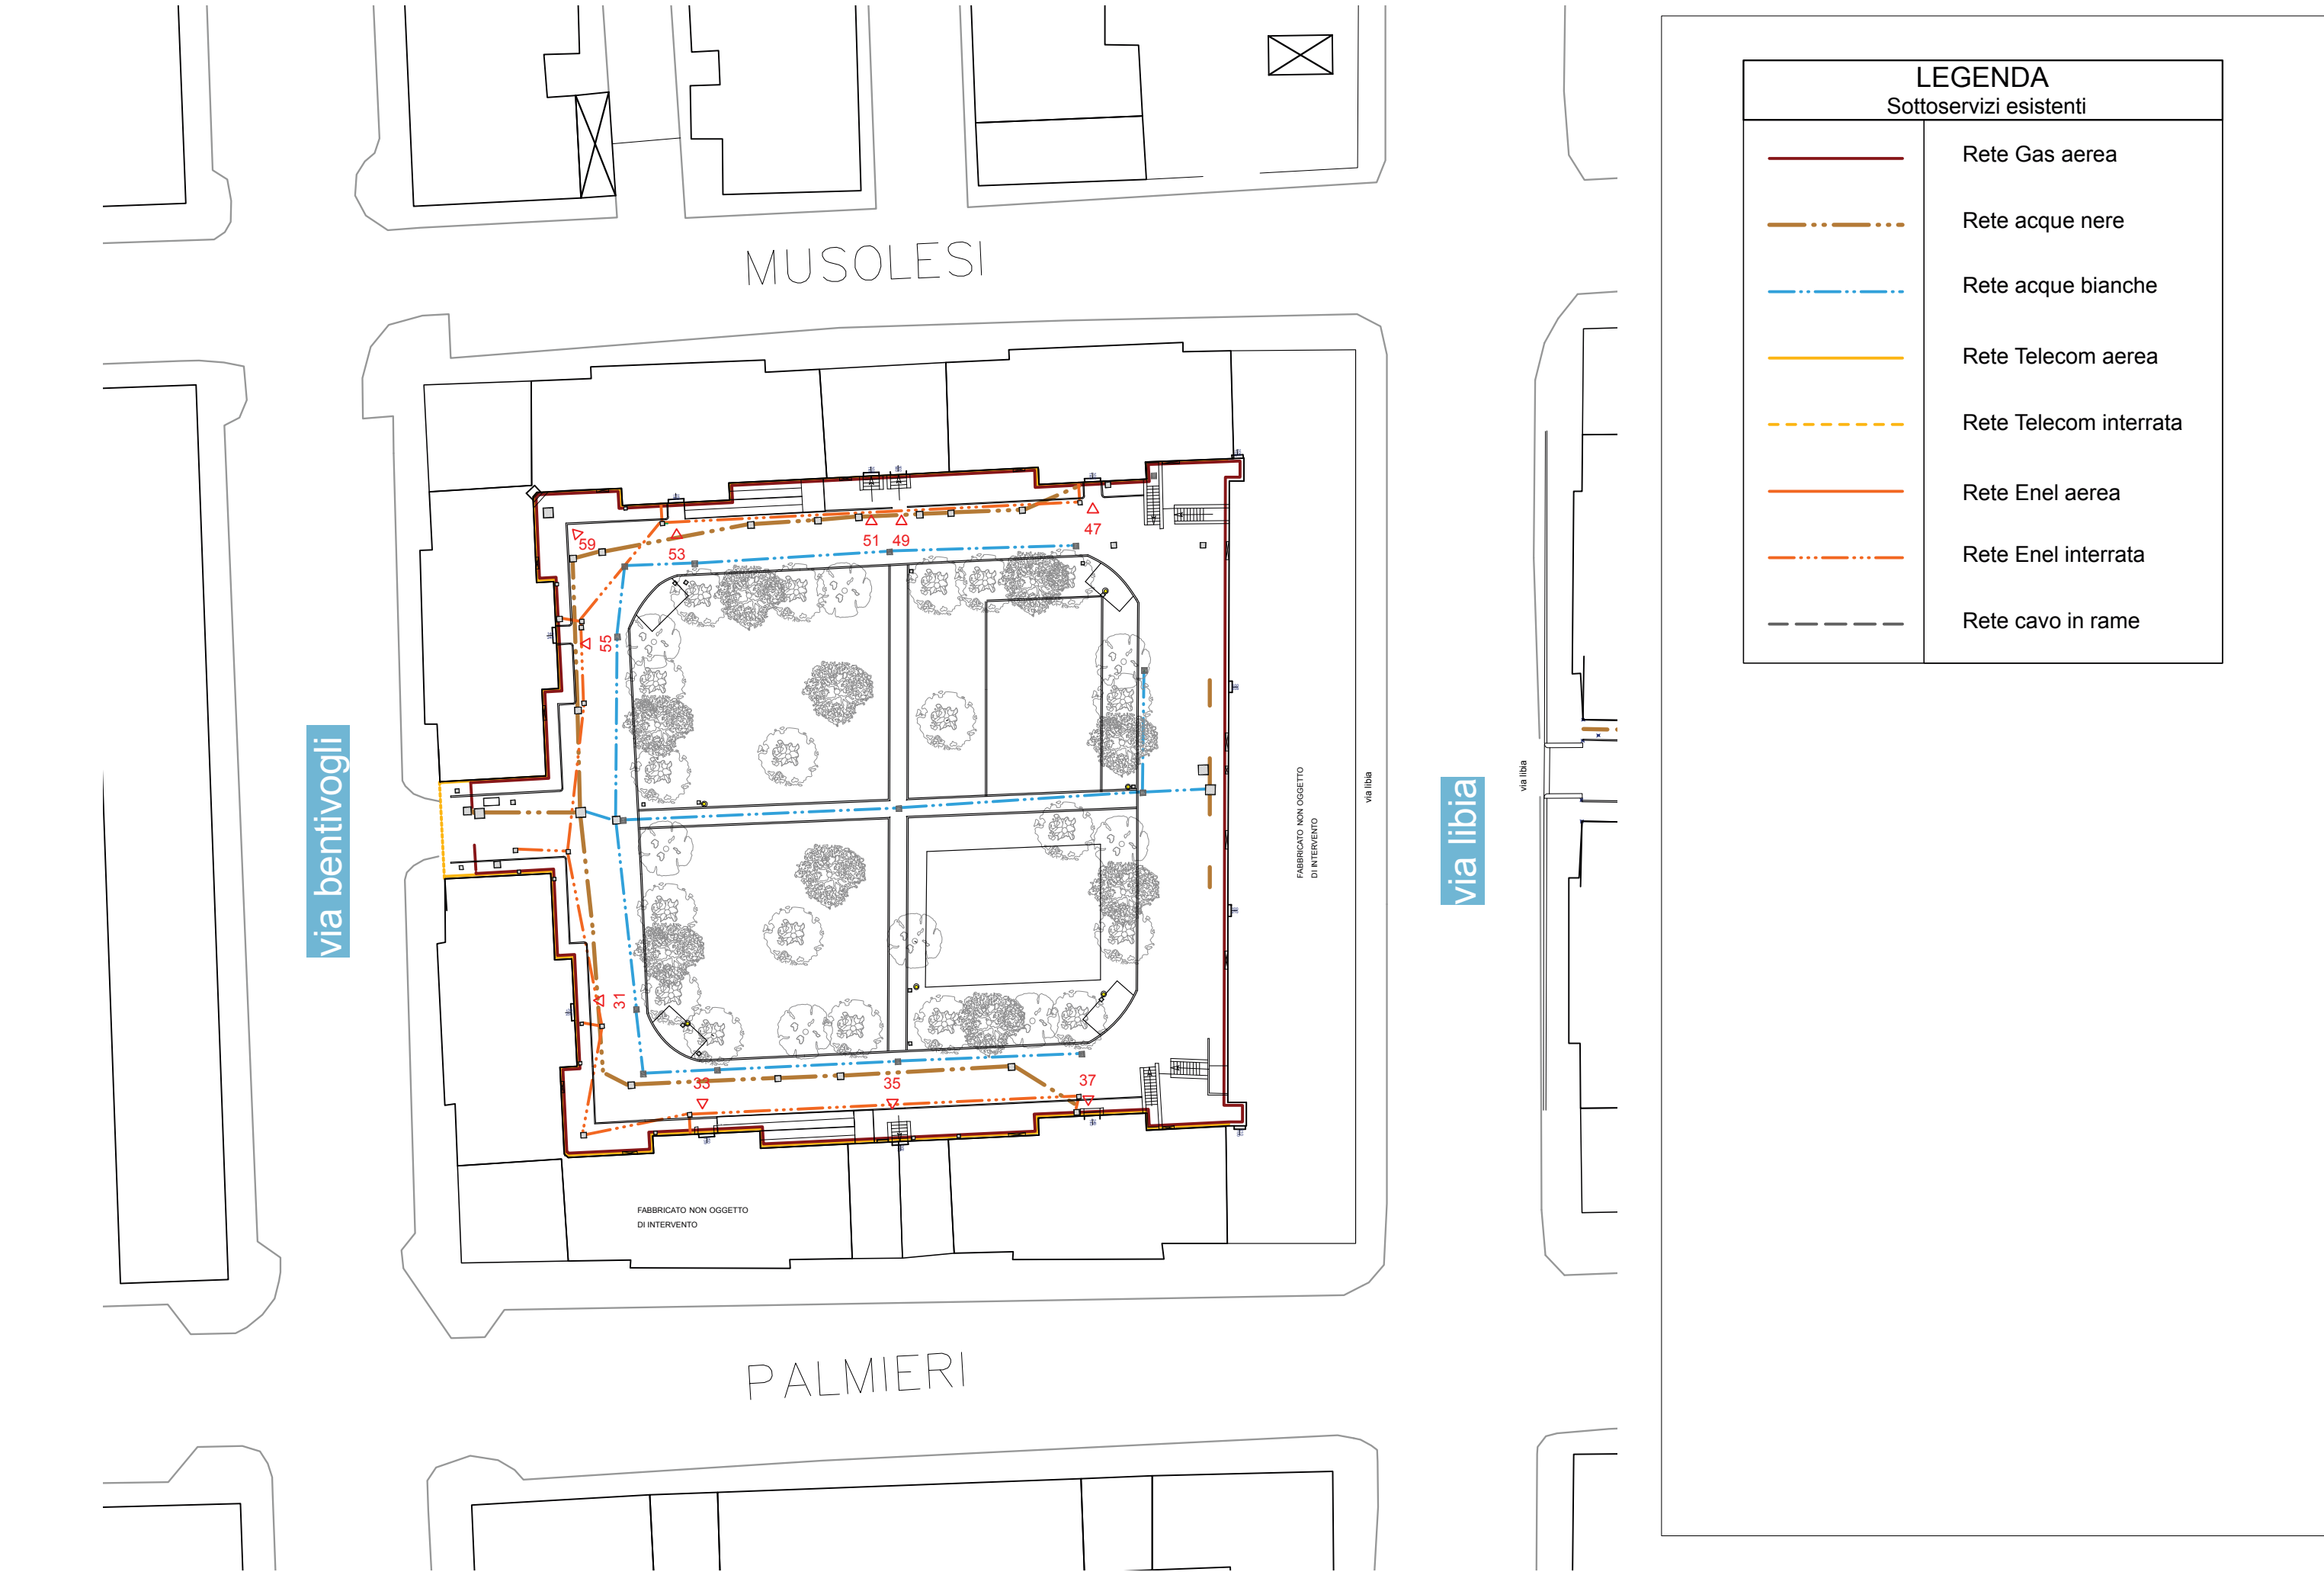 LEGENDA
Sottoservizi esistenti
Rete Gas aerea
Rete acque nere
Rete acque bianche
Rete Telecom aerea
Rete Telecom interrata
Rete Enel aerea
Rete Enel interrata
Rete cavo in rame
MUSOLESI
59
53
51
49
47
55
31
33
35
37
via bentivogli
FABBRICATO NON OGGETTO
DI INTERVENTO
via libia
via libia
via libia
FABBRICATO NON OGGETTO
DI INTERVENTO
PALMIERI